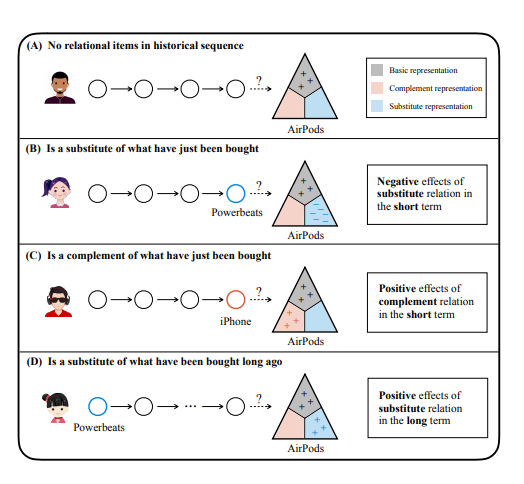 (A) No relational items in historical sequence
?
AirPods
Basic representation
Complement representation
Substitute representation
(B) Is a substitute of what have just been bought
?
Powerbeats
AirPods
Negative effects of
substitute relation in
the short term
(C) Is a complement of what have just been bought
?
iPhone
AirPods
Positive effects of
complement relation
in the short term
(D) Is a substitute of what have been bought long ago
...
?
Powerbeats
AirPods
Positive effects of
substitute relation
in the long term